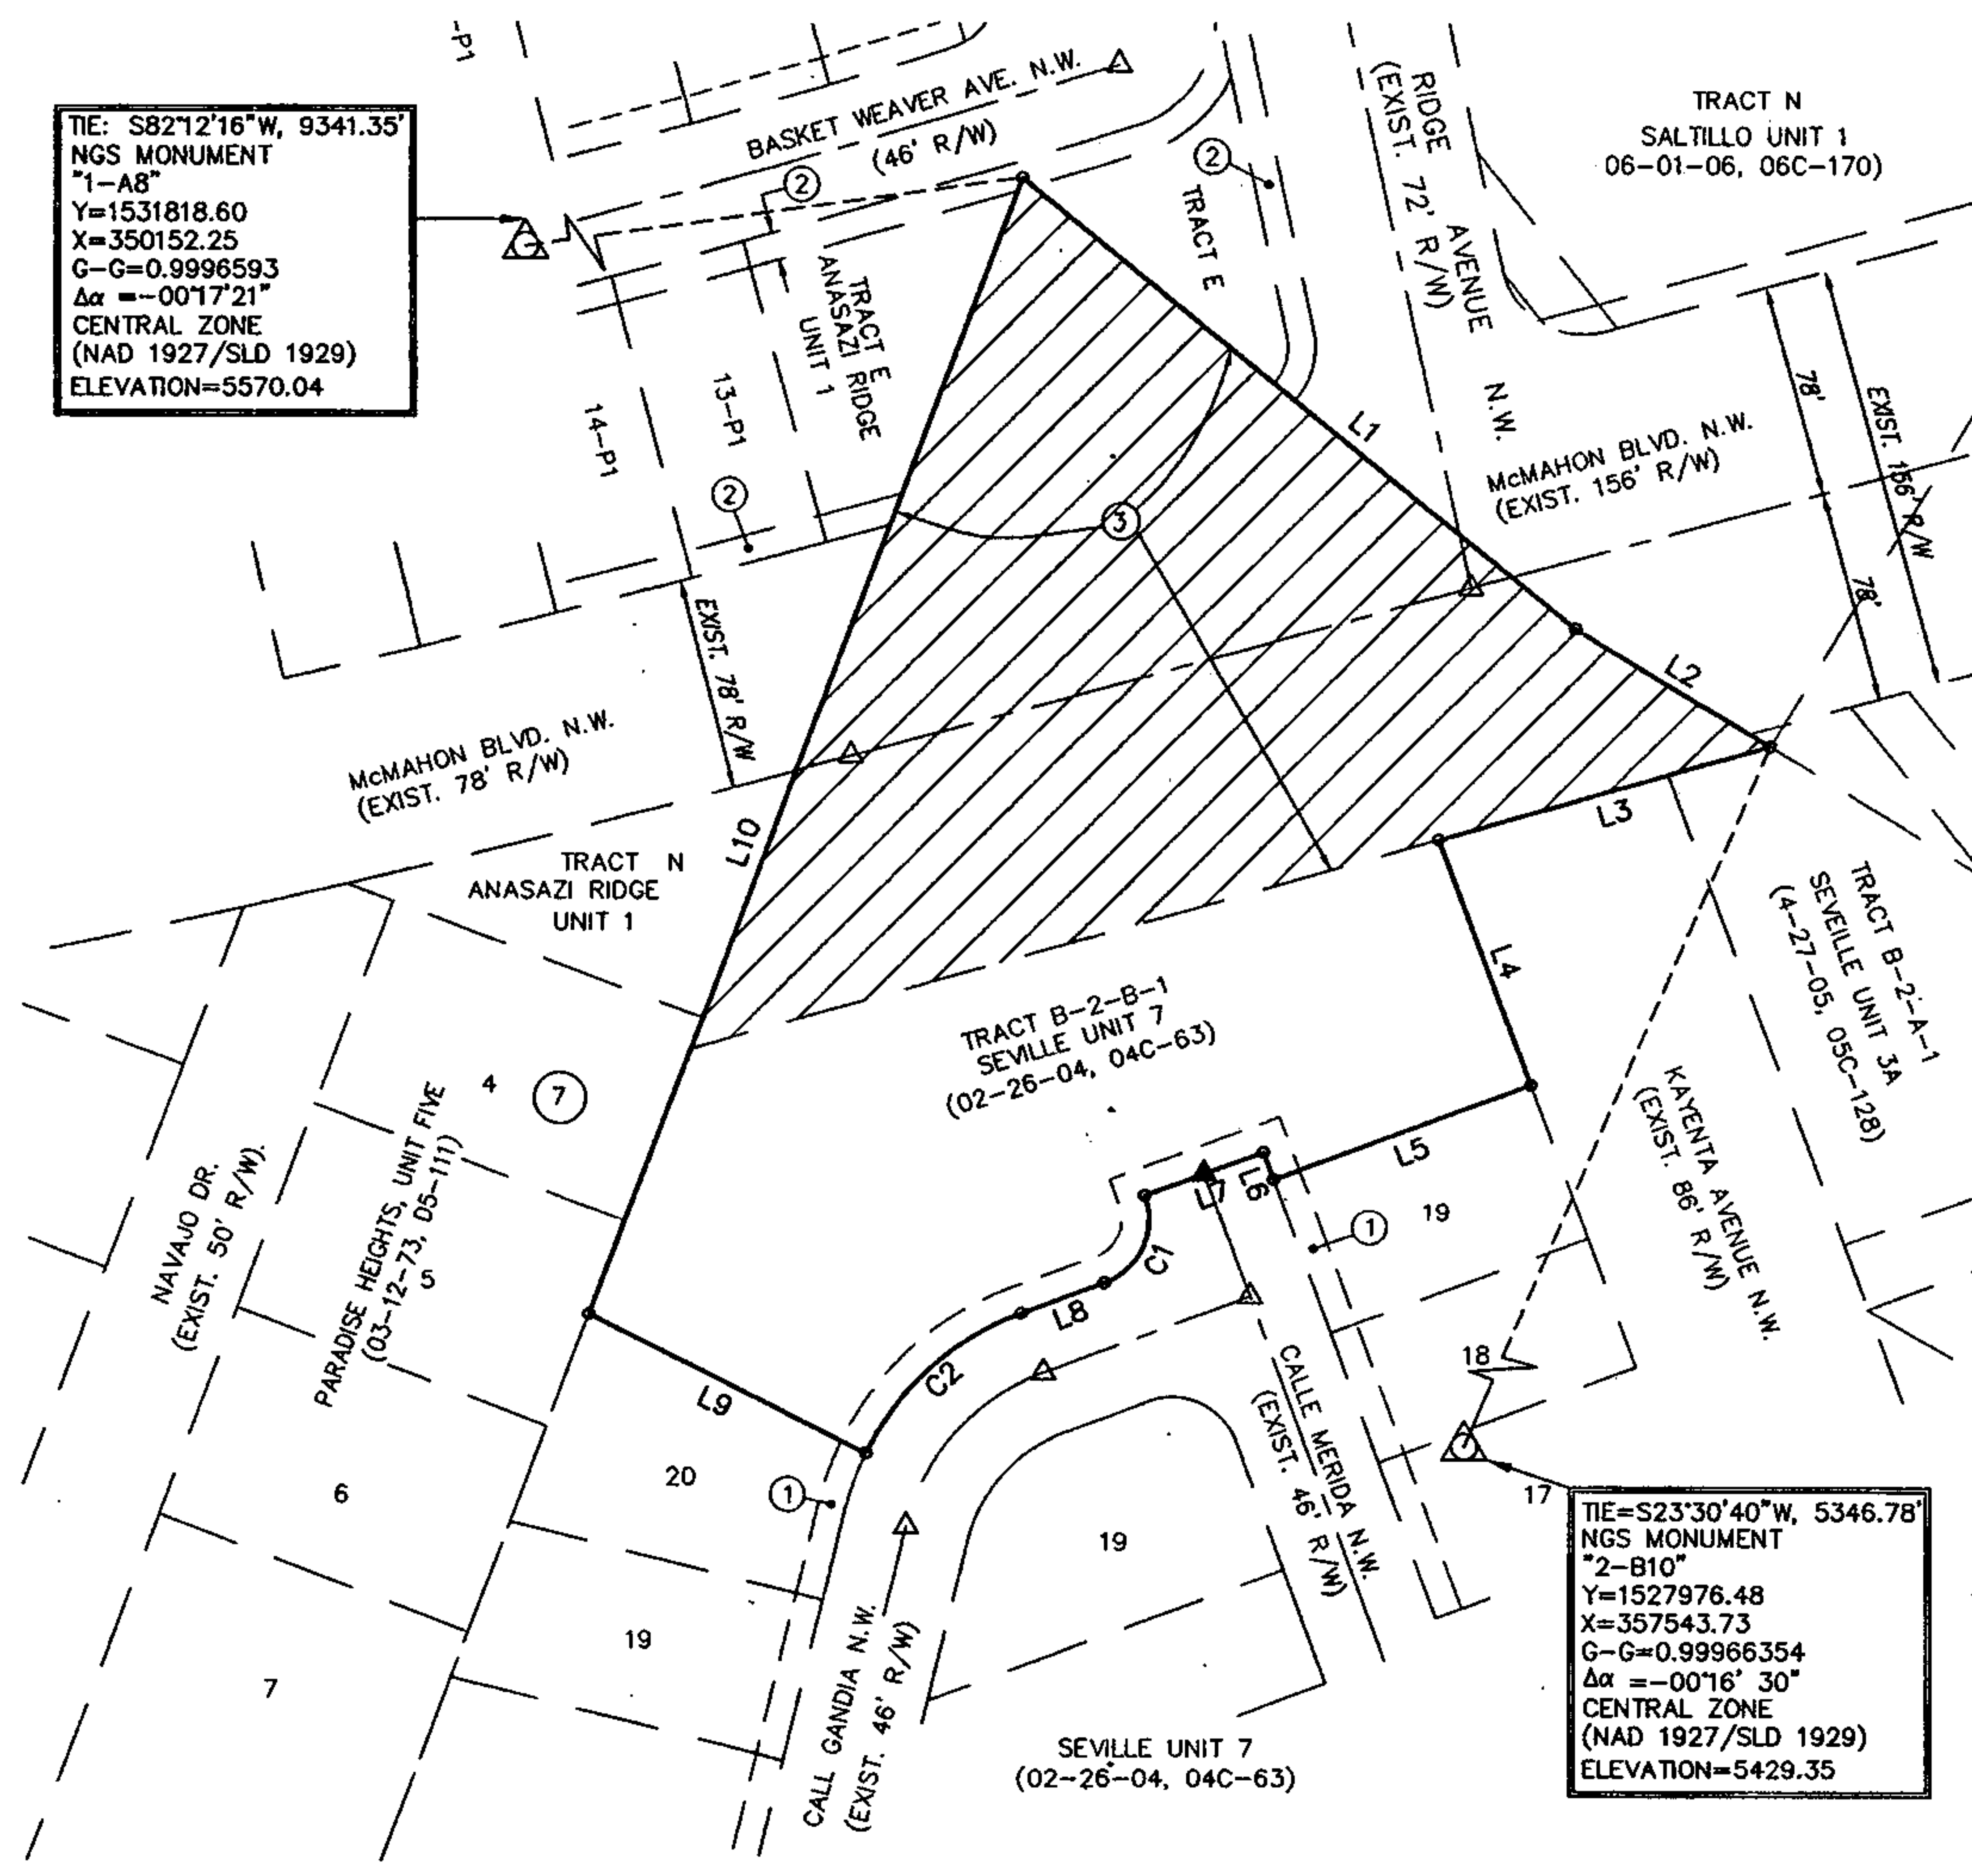 -P1
TIE: S82°12'16"W, 9341.35'
NGS MONUMENT
"1-A8"
Y=1531818.60
X=350152.25
G-G=0.9996593
Δα =-00°17'21"
CENTRAL ZONE
(NAD 1927/SLD 1929)
ELEVATION=5570.04
BASKET WEAVER AVE. N.W.
(46' R/W)
2
2
TRACT E
RIDGE AVENUE N.W.
(EXIST. 72' R/W)
TRACT N
SALTILLO UNIT 1
06-01-06, 06C-170)
TRACT E
ANASAZI RIDGE
UNIT 1
13-P1
14-P1
2
3
L1
McMAHON BLVD. N.W.
(EXIST. 156' R/W)
78'
EXIST. 156' R/W
78'
EXIST. 78' R/W
L2
McMAHON BLVD. N.W.
(EXIST. 78' R/W)
L10
L3
TRACT N
ANASAZI RIDGE
UNIT 1
L4
TRACT B-2-A-1
SEVEILLE UNIT 3A
(4-27-05, 05C-128)
TRACT B-2-B-1
SEVILLE UNIT 7
(02-26-04, 04C-63)
4
7
KAYENTA AVENUE N.W.
(EXIST. 86' R/W)
NAVAJO DR.
(EXIST. 50' R/W).
PARADISE HEIGHTS, UNIT FIVE
(03-12-73, D5-111)
5
L5
L6
L7
1
19
C1
L8
C2
L9
CALLE MERIDA N.W.
(EXIST. 46' R/W)
18
17
6
20
1
19
19
7
CALL GANDIA N.W.
(EXIST. 46' R/W)
TIE=S23°30'40"W, 5346.78'
NGS MONUMENT
"2-B10"
Y=1527976.48
X=357543.73
G-G=0.99966354
Δα =-00°16' 30"
CENTRAL ZONE
(NAD 1927/SLD 1929)
ELEVATION=5429.35
SEVILLE UNIT 7
(02-26-04, 04C-63)